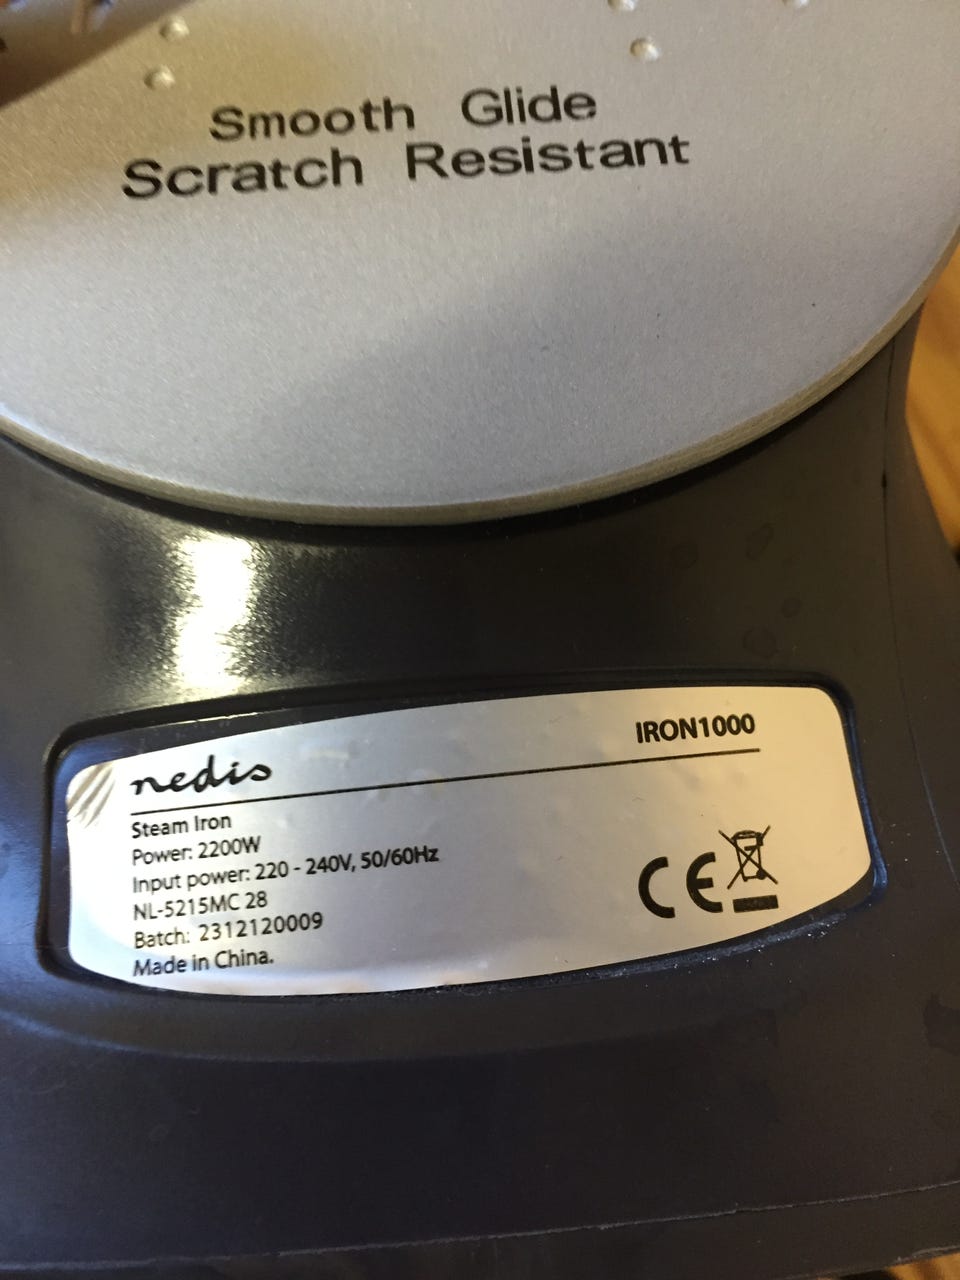 Smooth Glide
Scratch Resistant
nedis
IRON1000
Steam Iron
Power: 2200W
Input power: 220 - 240V, 50/60Hz
NL-5215MC 28
Batch: 2312120009
Made in China.
CE